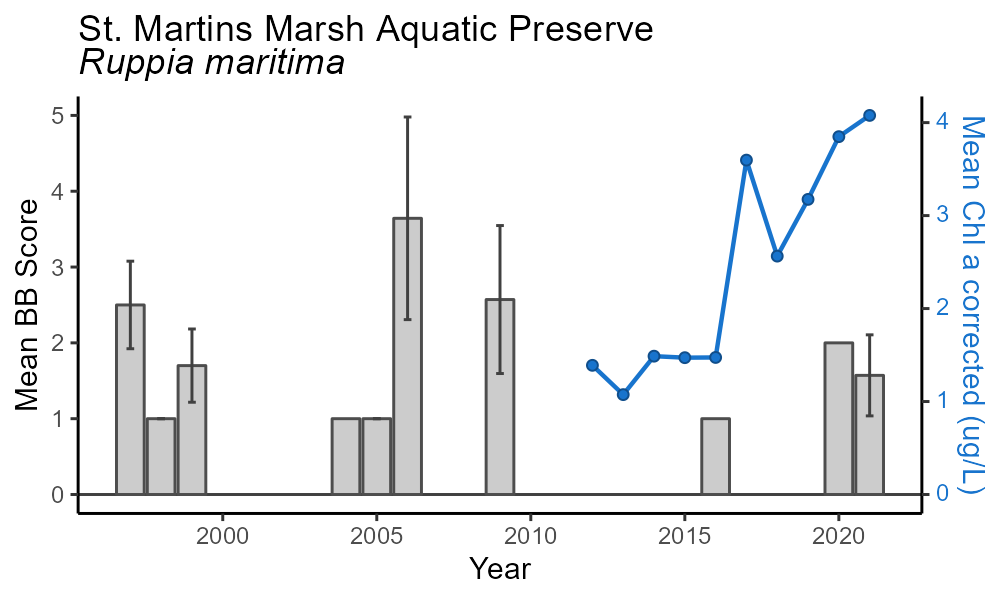 St. Martins Marsh Aquatic Preserve
Ruppia maritima
5
4
3
2
1
0
Mean BB Score
4
3
2
1
0
Mean Chl a corrected (ug/L)
2000 2005 2010 2015 2020
Year